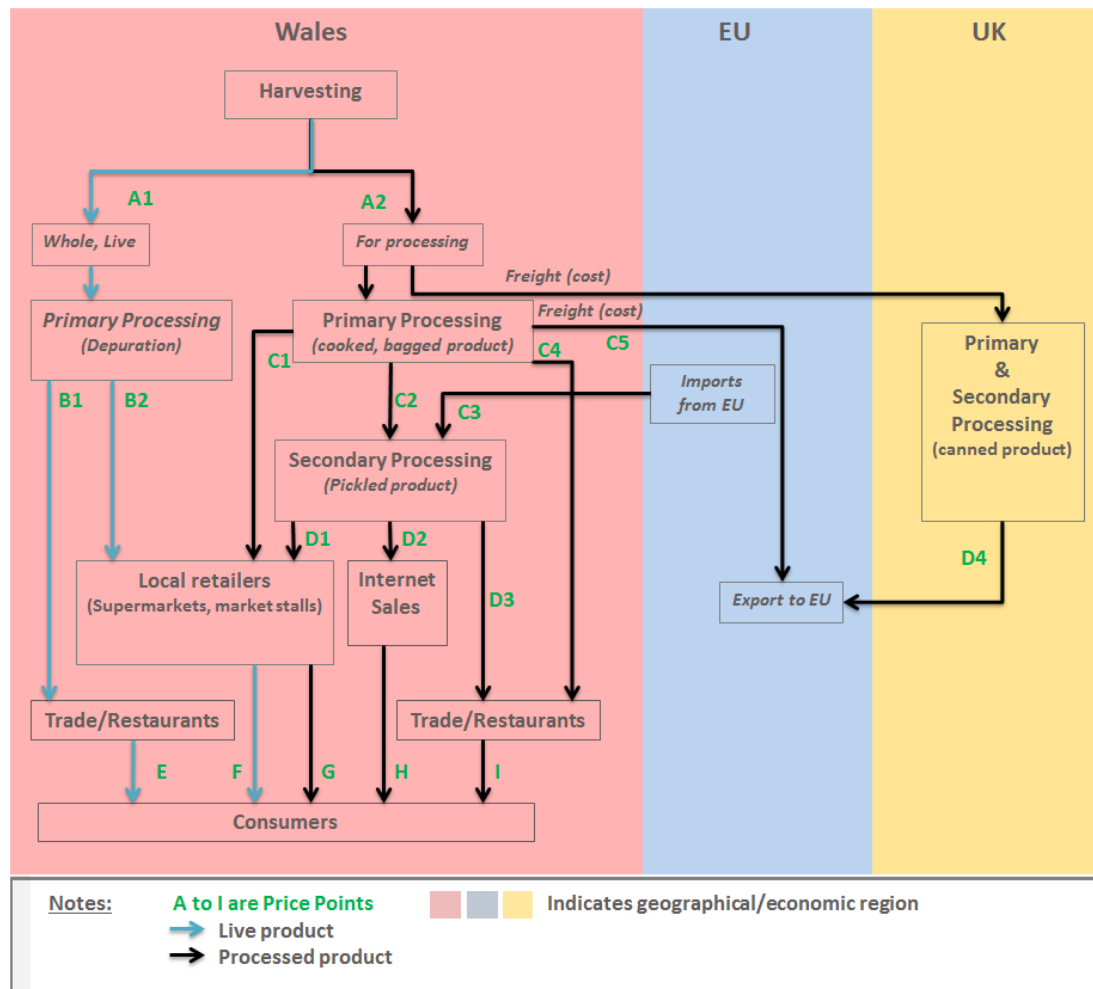 Wales
EU
UK
Harvesting
A1
A2
Whole, Live
For processing
Freight (cost)
Primary Processing
(Depuration)
Primary Processing
(cooked, bagged product)
Freight (cost)
C5
C4
C1
Primary
&
Secondary
Processing
(canned product)
B1
B2
C2
C3
Imports
from EU
Secondary Processing
(Pickled product)
D1
D2
D3
D4
Local retailers
(Supermarkets, market stalls)
Internet
Sales
Export to EU
Trade/Restaurants
Trade/Restaurants
E
F
G
H
I
Consumers
Notes:
A to I are Price Points
Indicates geographical/economic region
Live product
Processed product